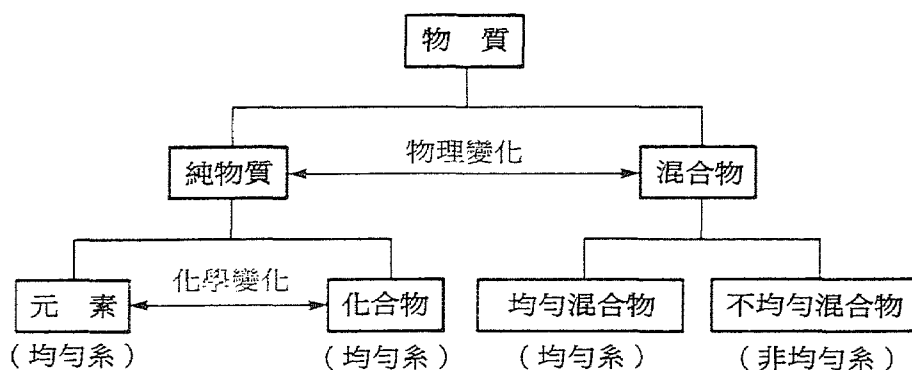 物 質
純物質
物理變化
混合物
元 素
化學變化
化合物
均勻混合物
不均勻混合物
(均勻系)
(均勻系)
(均勻系)
(非均勻系)